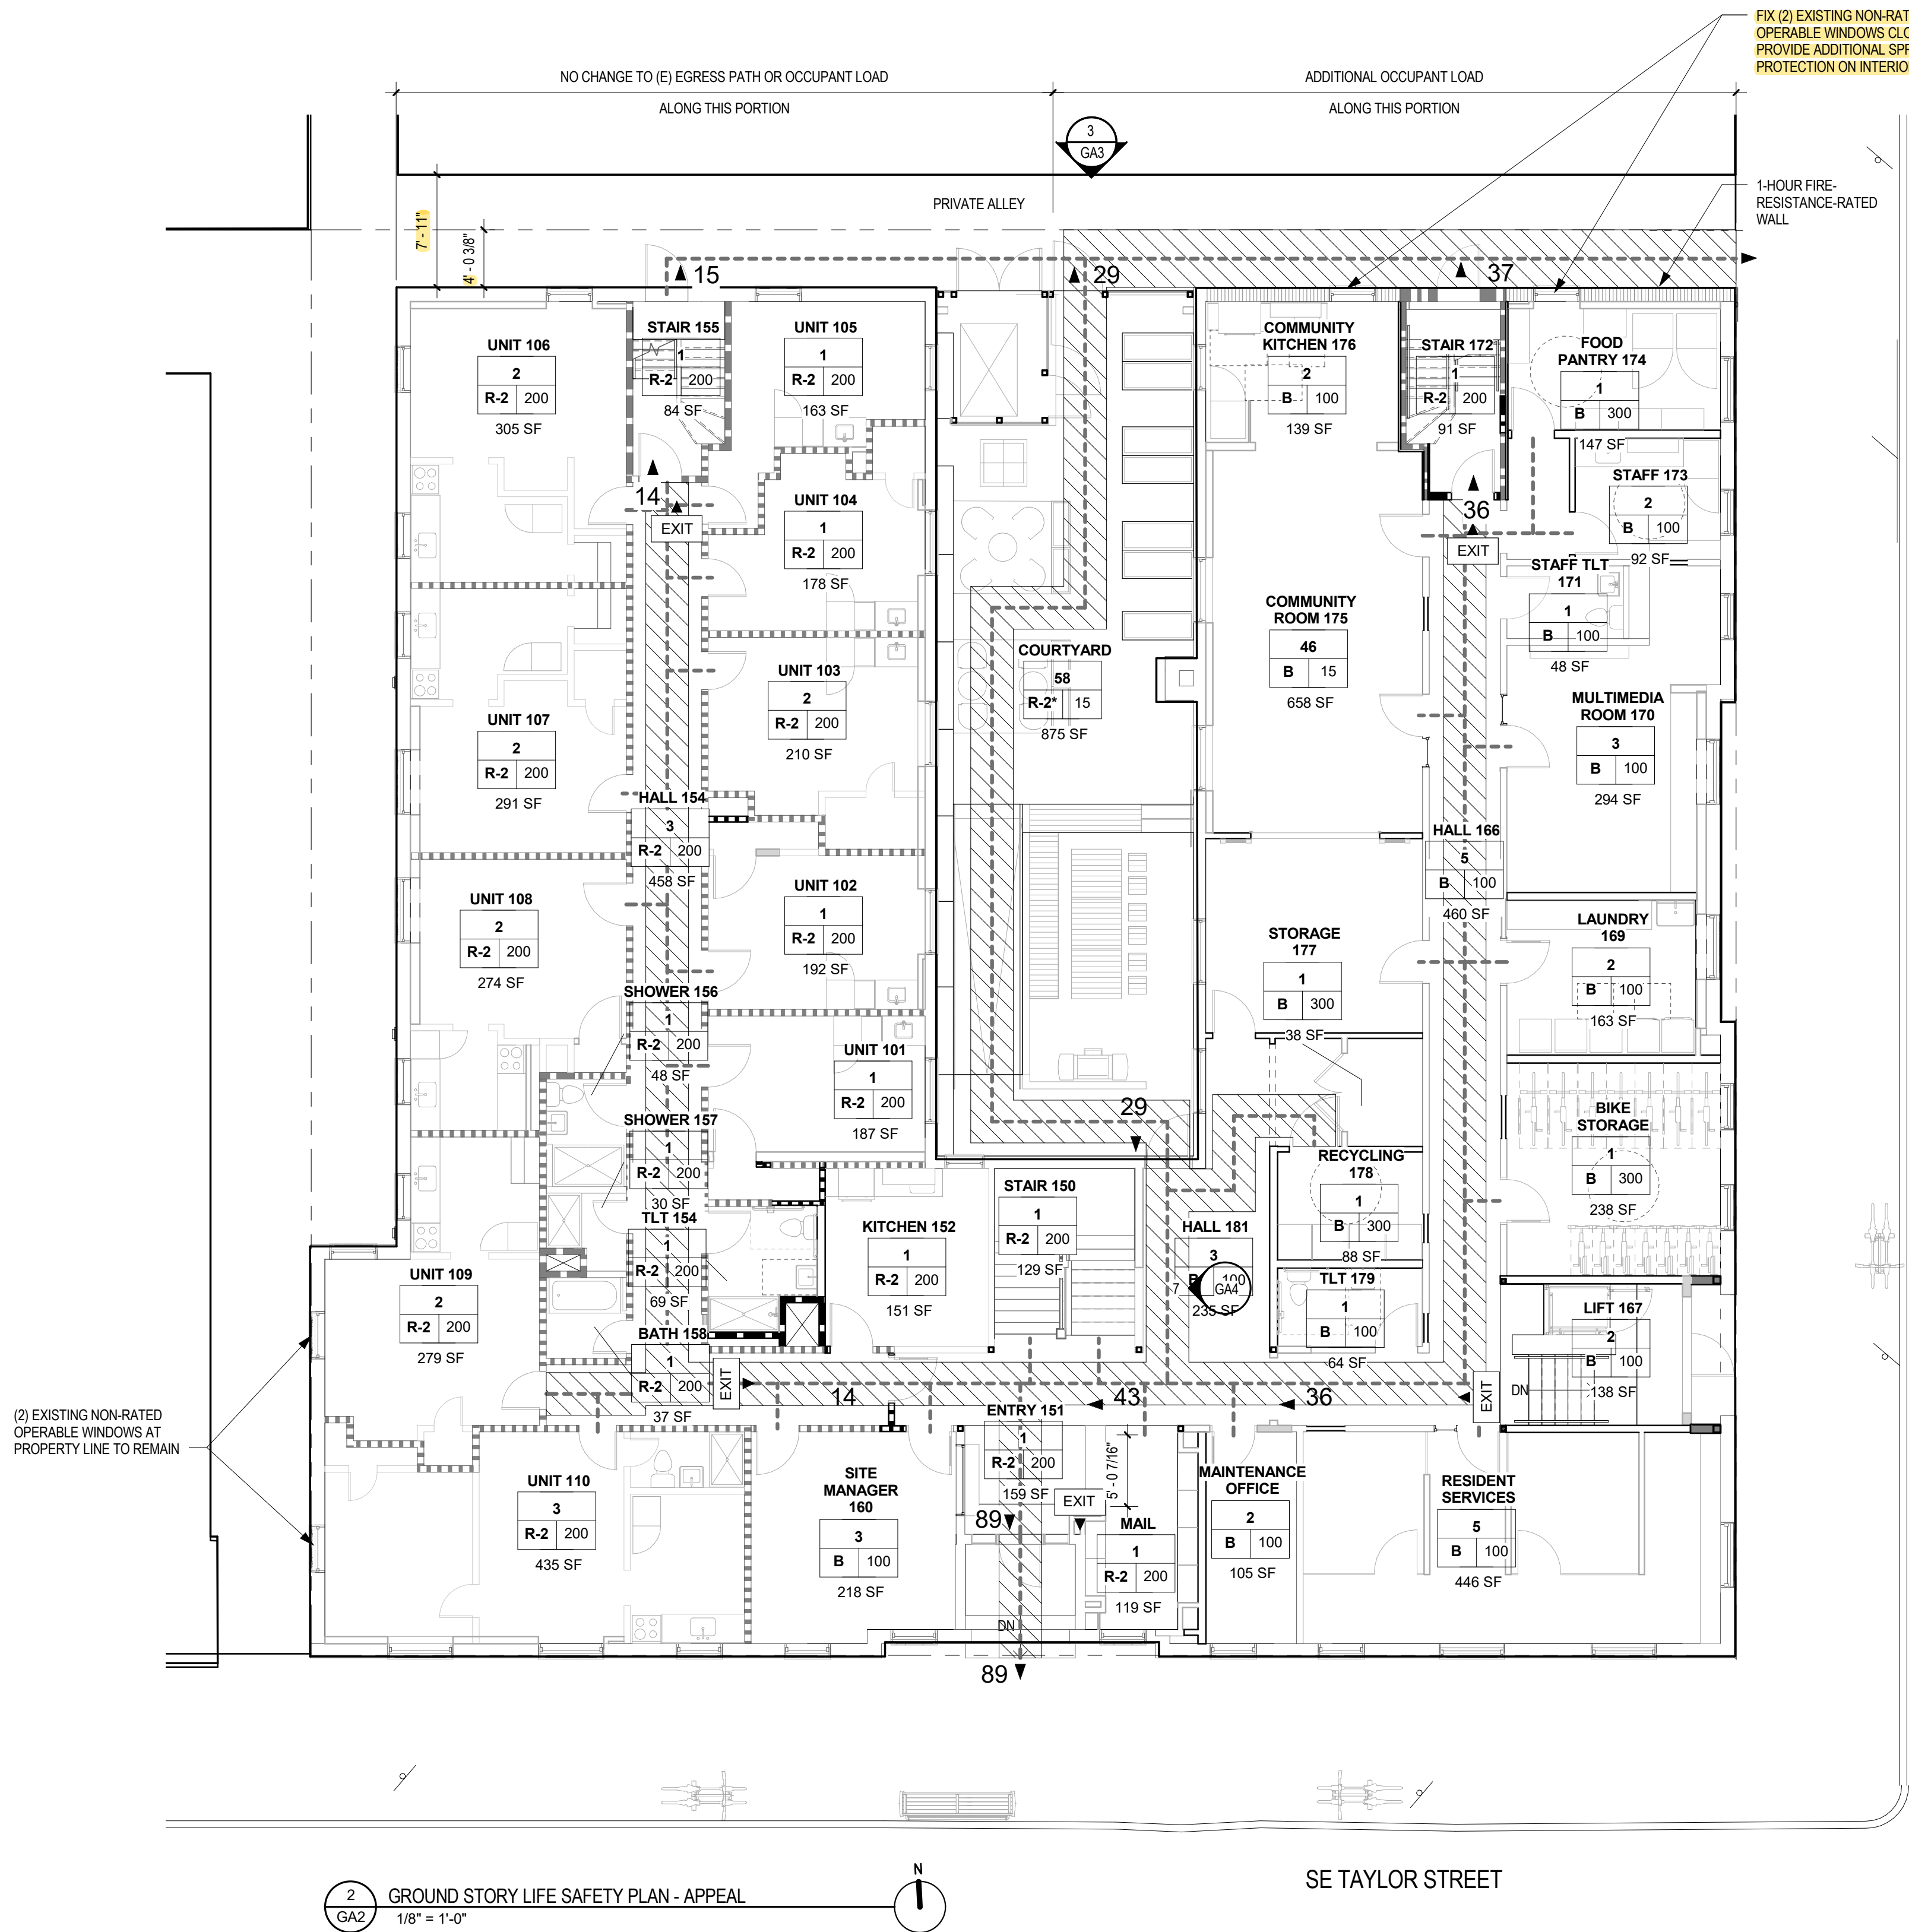 FIX (2) EXISTING NON-RAT
OPERABLE WINDOWS CLO
PROVIDE ADDITIONAL SPR
PROTECTION ON INTERIO
NO CHANGE TO (E) EGRESS PATH OR OCCUPANT LOAD
ALONG THIS PORTION
ADDITIONAL OCCUPANT LOAD
ALONG THIS PORTION
3
GA3
PRIVATE ALLEY
1-HOUR FIRE-
RESISTANCE-RATED
WALL
7' - 11"
4' - 0 3/8"
15
29
37
UNIT 106
2
R-2 200
305 SF
STAIR 155
1
R-2 200
84 SF
UNIT 105
1
R-2 200
163 SF
COMMUNITY
KITCHEN 176
2
B 100
139 SF
STAIR 172
1
R-2 200
91 SF
FOOD
PANTRY 174
1
B 300
147 SF
14
EXIT
UNIT 104
1
R-2 200
178 SF
36
EXIT
STAFF 173
2
B 100
92 SF
STAFF TLT
171
1
B 100
48 SF
COMMUNITY
ROOM 175
46
B 15
658 SF
COURTYARD
58
R-2* 15
875 SF
UNIT 103
2
R-2 200
210 SF
UNIT 107
2
R-2 200
291 SF
MULTIMEDIA
ROOM 170
3
B 100
294 SF
HALL 154
3
R-2 200
458 SF
HALL 166
5
B 100
460 SF
UNIT 102
1
R-2 200
192 SF
UNIT 108
2
R-2 200
274 SF
STORAGE
177
1
B 300
38 SF
LAUNDRY
169
2
B 100
163 SF
SHOWER 156
1
R-2 200
48 SF
UNIT 101
1
R-2 200
187 SF
29
SHOWER 157
1
R-2 200
30 SF
BIKE
STORAGE
1
B 300
238 SF
RECYCLING
178
1
B 300
88 SF
STAIR 150
1
R-2 200
129 SF
TLT 154
1
R-2 200
69 SF
KITCHEN 152
1
R-2 200
151 SF
HALL 181
3
B 100
235 SF
7
GA4
UNIT 109
2
R-2 200
279 SF
TLT 179
1
B 100
64 SF
LIFT 167
2
B 100
138 SF
DN
BATH 158
1
R-2 200
37 SF
EXIT
14
43
36
EXIT
(2) EXISTING NON-RATED
OPERABLE WINDOWS AT
PROPERTY LINE TO REMAIN
ENTRY 151
1
R-2 200
159 SF
5' - 0 7/16"
EXIT
89
UNIT 110
3
R-2 200
435 SF
SITE
MANAGER
160
3
B 100
218 SF
MAIL
1
R-2 200
119 SF
MAINTENANCE
OFFICE
2
B 100
105 SF
RESIDENT
SERVICES
5
B 100
446 SF
DN
89
2
GA2
GROUND STORY LIFE SAFETY PLAN - APPEAL
1/8" = 1'-0"
N
SE TAYLOR STREET